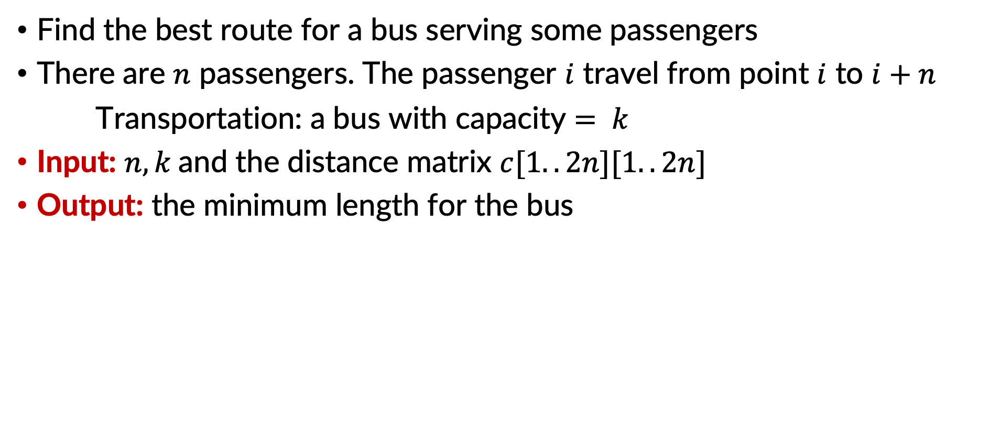 • Find the best route for a bus serving some passengers
• There are 𝑛 passengers. The passenger 𝑖 travel from point 𝑖 to 𝑖 + 𝑛
Transportation: a bus with capacity = 𝑘
• Input: 𝑛, 𝑘 and the distance matrix 𝑐[1. . 2𝑛][1. . 2𝑛]
• Output: the minimum length for the bus